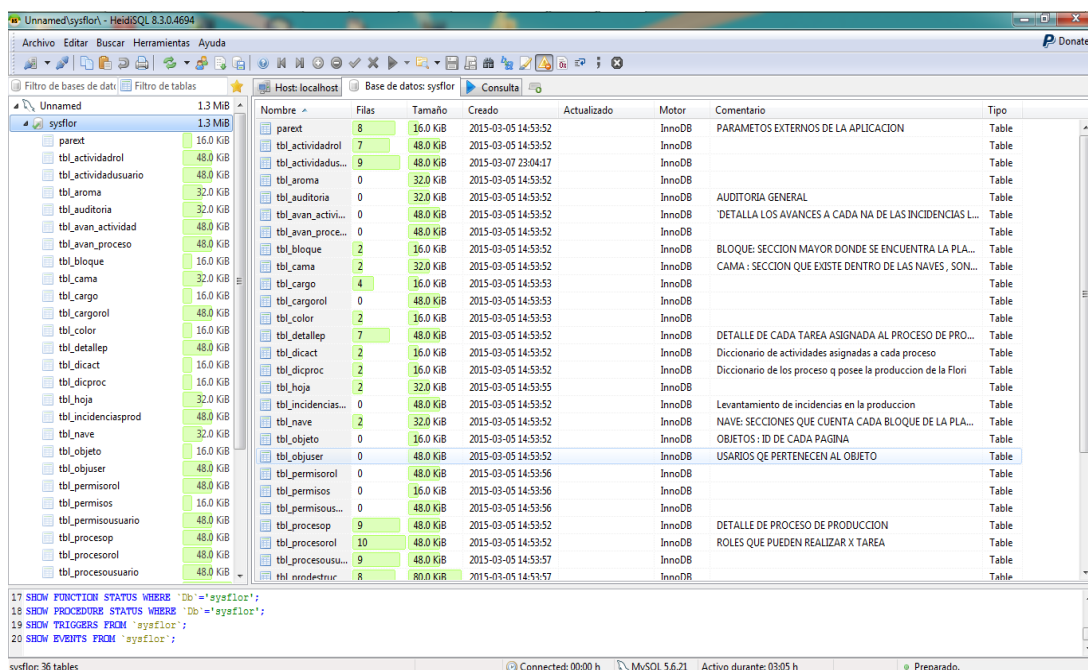 Unnamed\sysflor\ - HeidiSQL 8.3.0.4694
Archivo Editar Buscar Herramientas Ayuda
Donate
Filtro de bases de dato Filtro de tablas
Host: localhost Base de datos: sysflor Consulta
Unnamed 1.3 MiB
sysflor 1.3 MiB
parext 16.0 KiB
tbl_actividadrol 48.0 KiB
tbl_actividadusuario 48.0 KiB
tbl_aroma 32.0 KiB
tbl_auditoria 32.0 KiB
tbl_avan_actividad 48.0 KiB
tbl_avan_proceso 48.0 KiB
tbl_bloque 16.0 KiB
tbl_cama 32.0 KiB
tbl_cargo 16.0 KiB
tbl_cargorol 48.0 KiB
tbl_color 16.0 KiB
tbl_detallep 48.0 KiB
tbl_dicact 16.0 KiB
tbl_dicproc 16.0 KiB
tbl_hoja 32.0 KiB
tbl_incidenciasprod 48.0 KiB
tbl_nave 32.0 KiB
tbl_objeto 16.0 KiB
tbl_objuser 48.0 KiB
tbl_permisorol 48.0 KiB
tbl_permisos 16.0 KiB
tbl_permisousuario 48.0 KiB
tbl_procesop 48.0 KiB
tbl_procesorol 48.0 KiB
tbl_procesousuario 48.0 KiB
Nombre Filas Tamaño Creado Actualizado Motor Comentario Tipo
parext 8 16.0 KiB 2015-03-05 14:53:52 InnoDB PARAMETOS EXTERNOS DE LA APLICACION Table
tbl_actividadrol 7 48.0 KiB 2015-03-05 14:53:52 InnoDB Table
tbl_actividadus... 9 48.0 KiB 2015-03-07 23:04:17 InnoDB Table
tbl_aroma 0 32.0 KiB 2015-03-05 14:53:52 InnoDB Table
tbl_auditoria 0 32.0 KiB 2015-03-05 14:53:52 InnoDB AUDITORIA GENERAL Table
tbl_avan_activi... 0 48.0 KiB 2015-03-05 14:53:52 InnoDB `DETALLA LOS AVANCES A CADA NA DE LAS INCIDENCIAS L... Table
tbl_avan_proce... 0 48.0 KiB 2015-03-05 14:53:52 InnoDB Table
tbl_bloque 2 16.0 KiB 2015-03-05 14:53:52 InnoDB BLOQUE: SECCION MAYOR DONDE SE ENCUENTRA LA PLA... Table
tbl_cama 2 32.0 KiB 2015-03-05 14:53:52 InnoDB CAMA : SECCION QUE EXISTE DENTRO DE LAS NAVES , SON... Table
tbl_cargo 4 16.0 KiB 2015-03-05 14:53:53 InnoDB Table
tbl_cargorol 0 48.0 KiB 2015-03-05 14:53:53 InnoDB Table
tbl_color 2 16.0 KiB 2015-03-05 14:53:53 InnoDB Table
tbl_detallep 7 48.0 KiB 2015-03-05 14:53:52 InnoDB DETALLE DE CADA TAREA ASIGNADA AL PROCESO DE PRO... Table
tbl_dicact 2 16.0 KiB 2015-03-05 14:53:52 InnoDB Diccionario de actividades asignadas a cada proceso Table
tbl_dicproc 2 16.0 KiB 2015-03-05 14:53:52 InnoDB Diccionario de los proceso q posee la produccion de la Flori Table
tbl_hoja 2 32.0 KiB 2015-03-05 14:53:55 InnoDB Table
tbl_incidencias... 0 48.0 KiB 2015-03-05 14:53:52 InnoDB Levantamiento de incidencias en la produccion Table
tbl_nave 2 32.0 KiB 2015-03-05 14:53:52 InnoDB NAVE: SECCIONES QUE CUENTA CADA BLOQUE DE LA PLA... Table
tbl_objeto 0 16.0 KiB 2015-03-05 14:53:52 InnoDB OBJETOS : ID DE CADA PAGINA Table
tbl_objuser 0 48.0 KiB 2015-03-05 14:53:52 InnoDB USARIOS QE PERTENECEN AL OBJETO Table
tbl_permisorol 0 48.0 KiB 2015-03-05 14:53:56 InnoDB Table
tbl_permisos 0 16.0 KiB 2015-03-05 14:53:56 InnoDB Table
tbl_permisous... 0 48.0 KiB 2015-03-05 14:53:56 InnoDB Table
tbl_procesop 9 48.0 KiB 2015-03-05 14:53:52 InnoDB DETALLE DE PROCESO DE PRODUCCION Table
tbl_procesorol 10 48.0 KiB 2015-03-05 14:53:52 InnoDB ROLES QUE PUEDEN REALIZAR X TAREA Table
tbl_procesousu... 9 48.0 KiB 2015-03-05 14:53:57 InnoDB Table
tbl_prodestruc... 8 80.0 KiB 2015-03-05 14:53:57 InnoDB Table
17 SHOW FUNCTION STATUS WHERE `Db`='sysflor';
18 SHOW PROCEDURE STATUS WHERE `Db`='sysflor';
19 SHOW TRIGGERS FROM `sysflor`;
20 SHOW EVENTS FROM `sysflor`;
sysflor: 36 tables Connected: 00:00 h MySQL 5.6.21 Activo durante: 03:05 h Preparado.